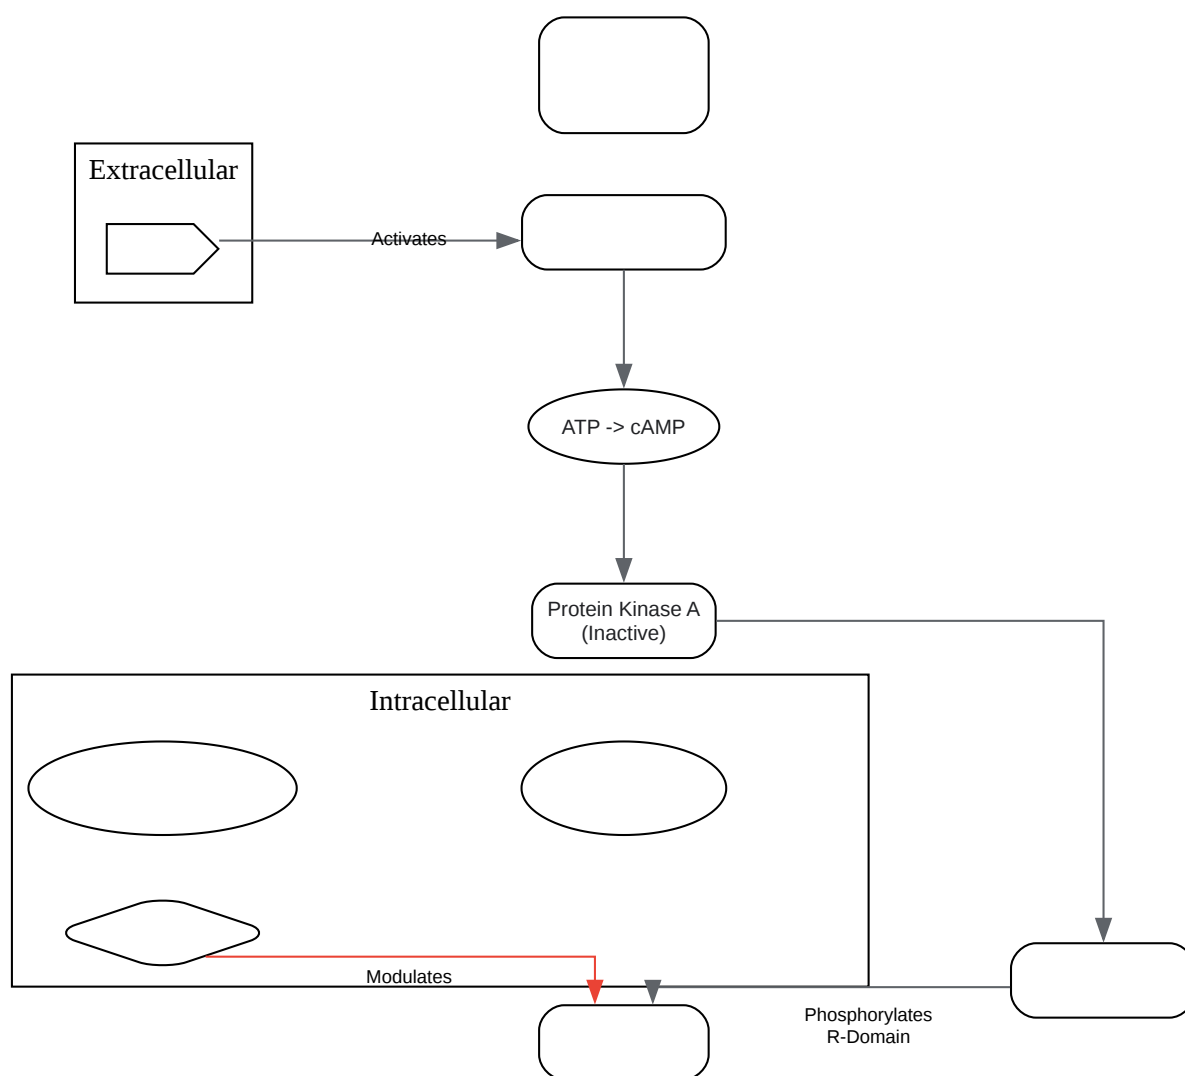 Extracellular
Activates
ATP -> cAMP
Protein Kinase A
(Inactive)
Intracellular
Modulates
Phosphorylates
R-Domain